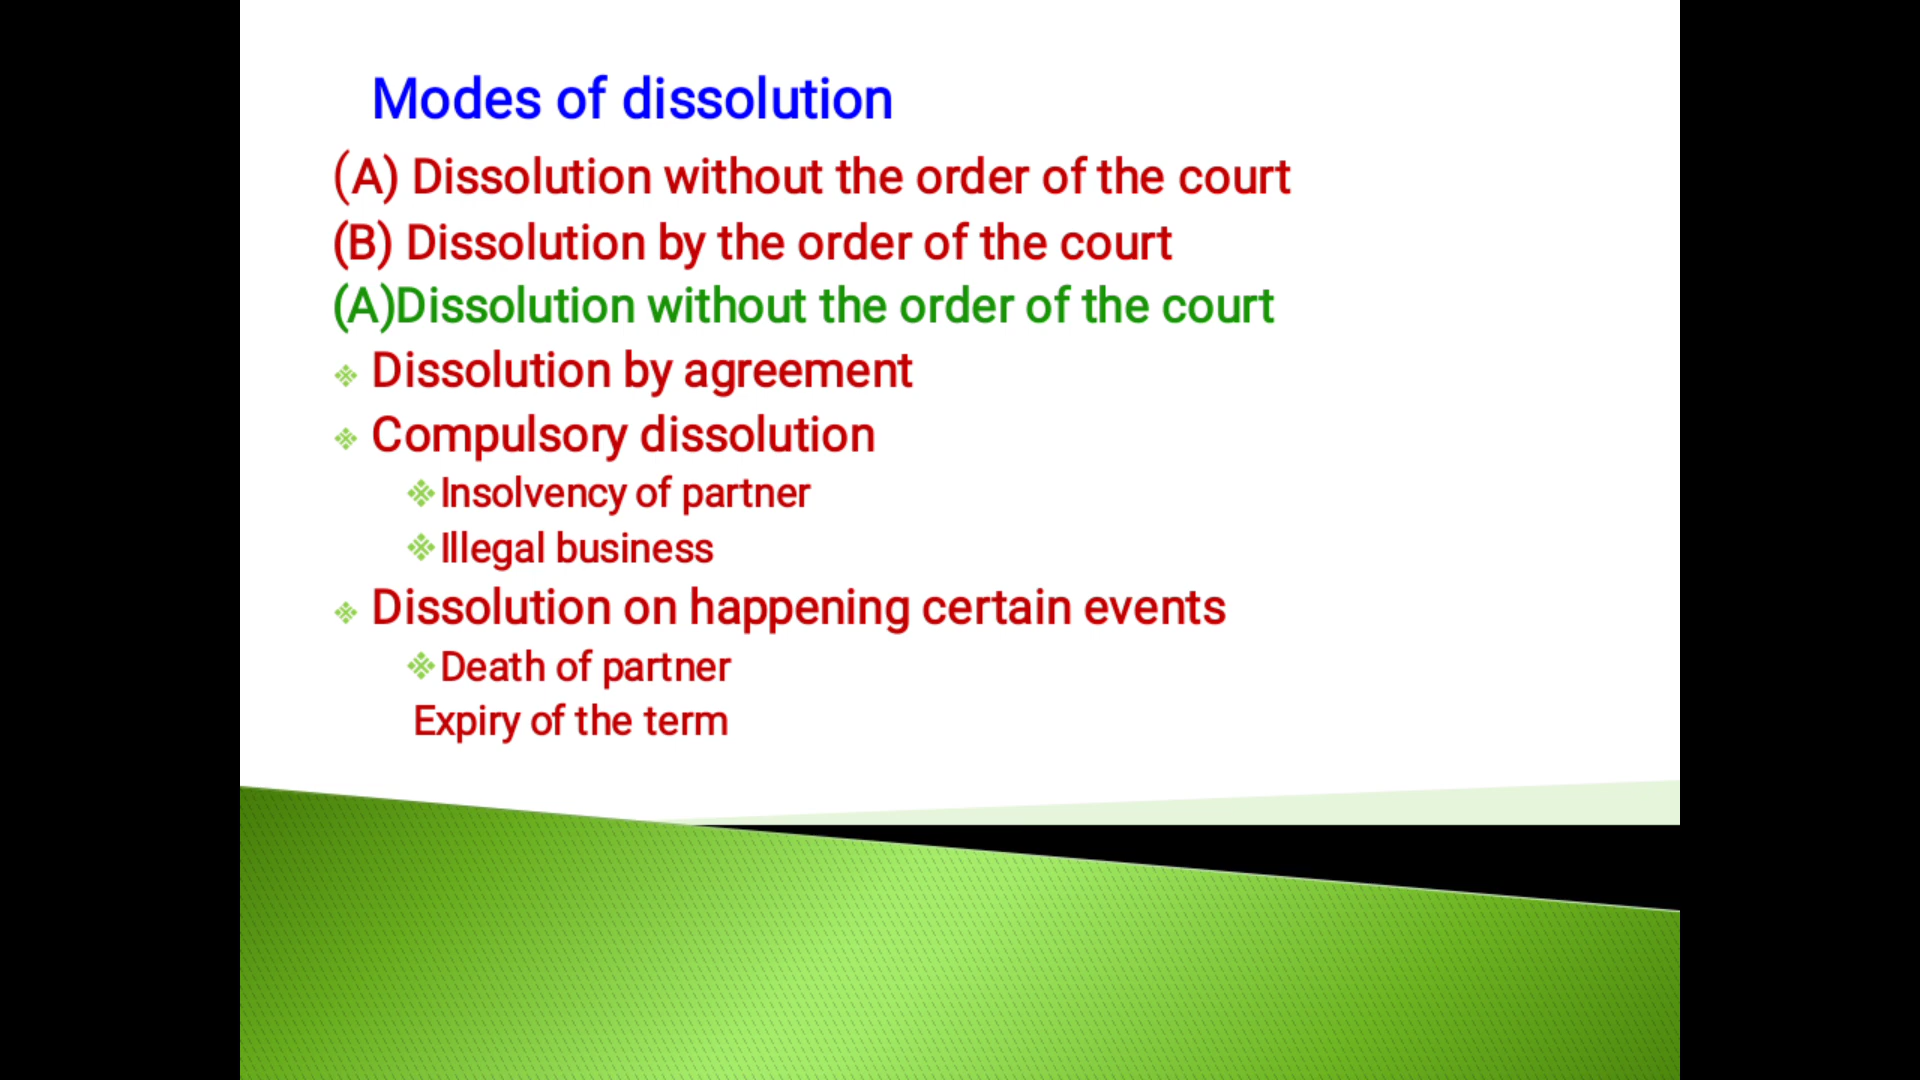 Modes of dissolution
(A) Dissolution without the order of the court
(B) Dissolution by the order of the court
(A)Dissolution without the order of the court
Dissolution by agreement
Compulsory dissolution
Insolvency of partner
Illegal business
Dissolution on happening certain events
Death of partner
Expiry of the term